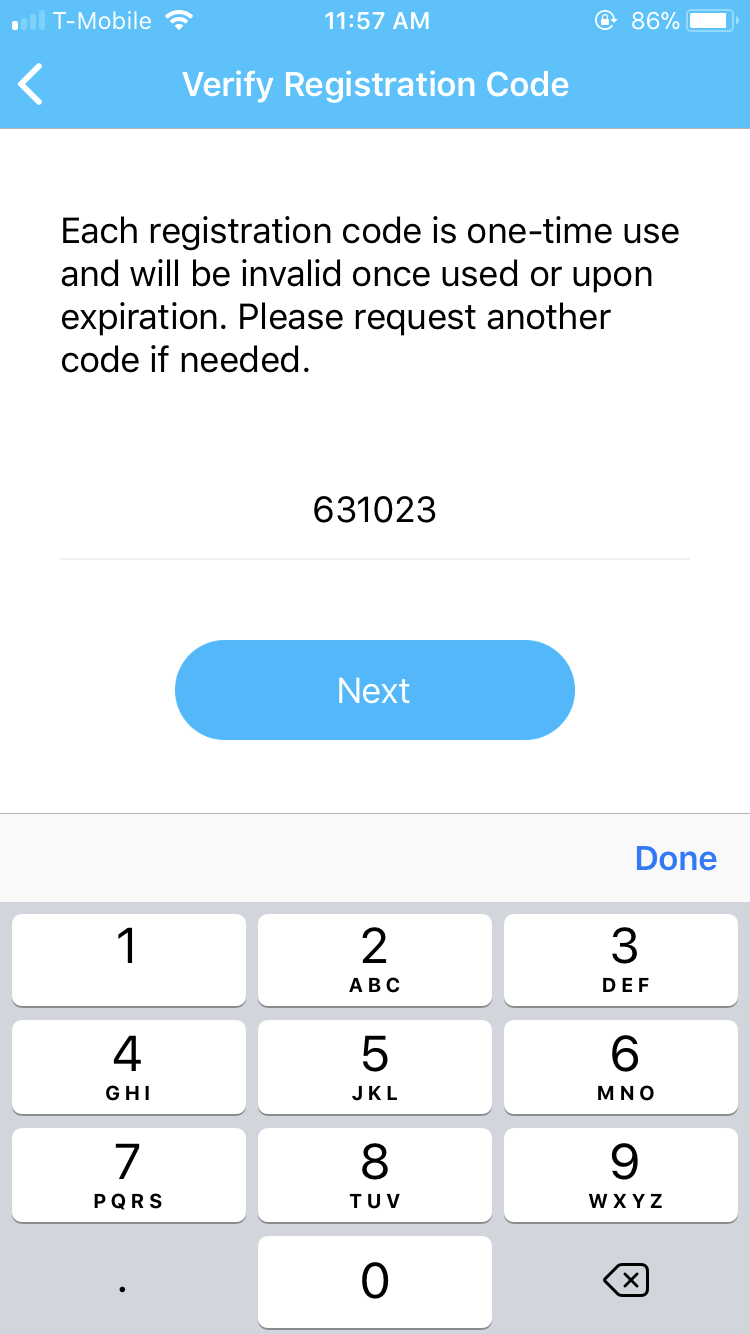 T-Mobile 11:57 AM 86%
Verify Registration Code
Each registration code is one-time use
and will be invalid once used or upon
expiration. Please request another
code if needed.
631023
Next
Done
1 2 3
ABC DEF
4 5 6
GHI JKL MNO
7 8 9
PQRS TUV WXYZ
. 0